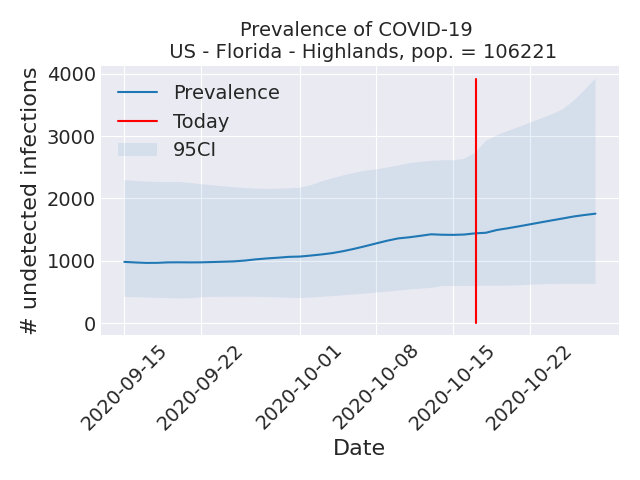 Prevalence of COVID-19
US - Florida - Highlands, pop. = 106221
# undetected infections
4000
3000
2000
1000
0
Prevalence
Today
95CI
2020-09-15
2020-09-22
2020-10-01
2020-10-08
2020-10-15
2020-10-22
Date